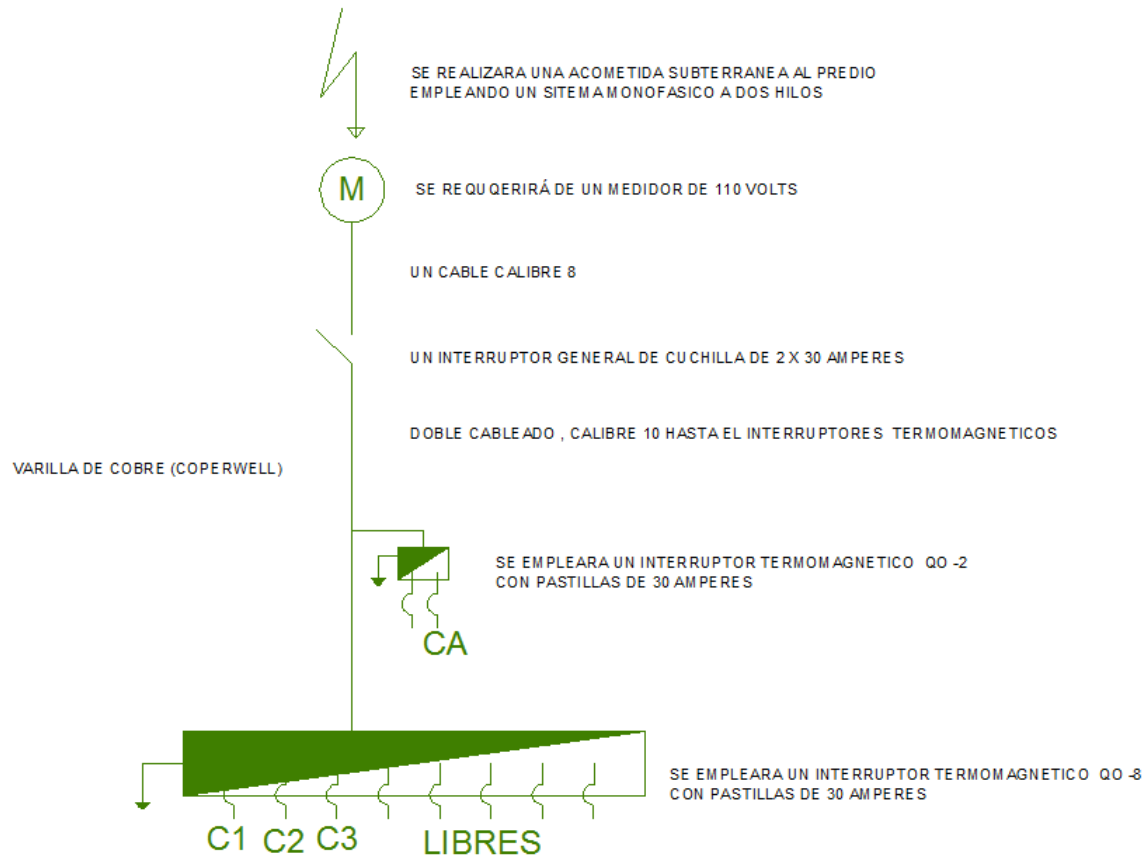 SE REALIZARA UNA ACOMETIDA SUBTERRANEA AL PREDIO
EMPLEANDO UN SITEMA MONOFASICO A DOS HILOS
M
SE REQUQERIRÁ DE UN MEDIDOR DE 110 VOLTS
UN CABLE CALIBRE 8
UN INTERRUPTOR GENERAL DE CUCHILLA DE 2 X 30 AMPERES
DOBLE CABLEADO , CALIBRE 10 HASTA EL INTERRUPTORES TERMOMAGNETICOS
VARILLA DE COBRE (COPERWELL)
SE EMPLEARA UN INTERRUPTOR TERMOMAGNETICO QO -2
CON PASTILLAS DE 30 AMPERES
CA
SE EMPLEARA UN INTERRUPTOR TERMOMAGNETICO QO -8
CON PASTILLAS DE 30 AMPERES
C1 C2 C3 LIBRES